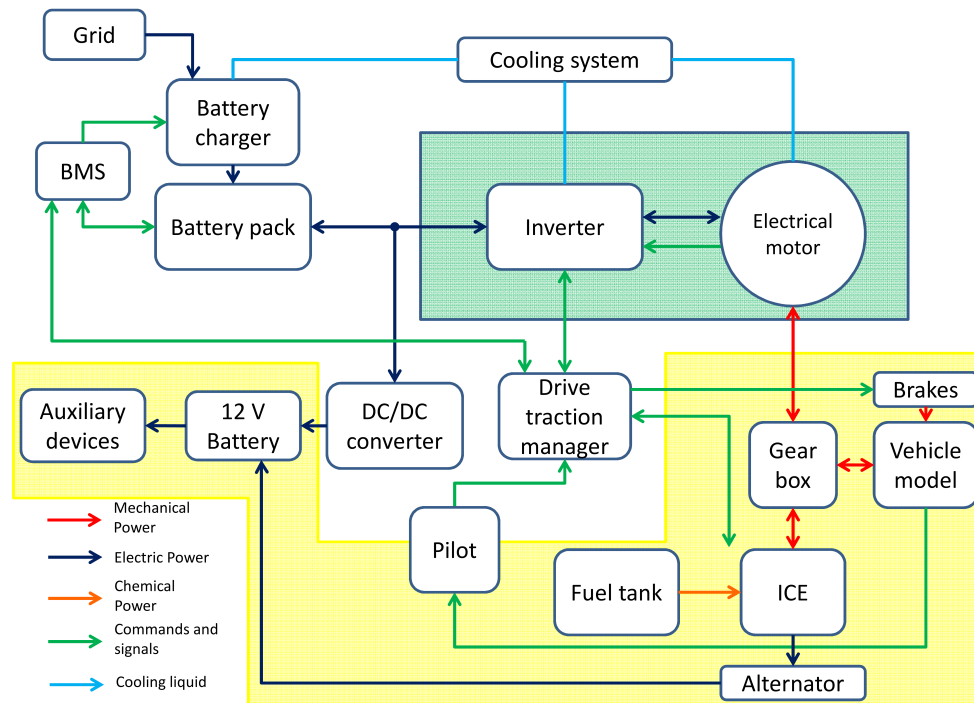 Grid
Cooling system
Battery
charger
BMS
Battery pack
Inverter
Electrical
motor
Auxiliary
devices
12 V
Battery
DC/DC
converter
Drive
traction
manager
Brakes
Gear
box
Vehicle
model
Pilot
Fuel tank
ICE
Alternator
Mechanical
Power
Electric Power
Chemical
Power
Commands and
signals
Cooling liquid